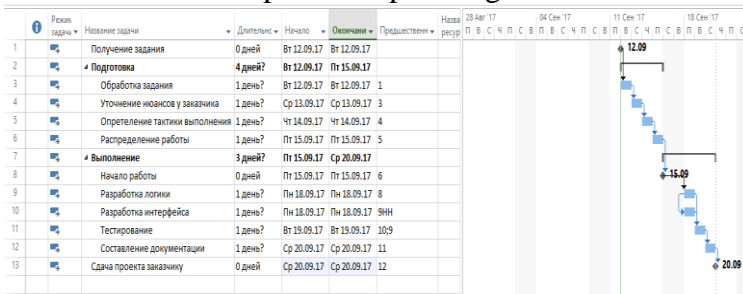 Режим задачи Название задачи Длительнс Начало Окончани Предшественн Назва ресур
28 Авг '17 04 Сен '17 11 Сен '17 18 Сен '17
П В С Ч П С В П В С Ч П С В П В С Ч П С В П В С Ч П С
1 Получение задания 0 дней Вт 12.09.17 Вт 12.09.17 12.09
2 Подготовка 4 дней? Вт 12.09.17 Пт 15.09.17
3 Обработка задания 1 день? Вт 12.09.17 Вт 12.09.17 1
4 Уточнение нюансов у заказчика 1 день? Ср 13.09.17 Ср 13.09.17 3
5 Опретеление тактики выполнения 1 день? Чт 14.09.17 Чт 14.09.17 4
6 Распределение работы 1 день? Пт 15.09.17 Пт 15.09.17 5
7 Выполнение 3 дней? Пт 15.09.17 Ср 20.09.17
8 Начало работы 0 дней Пт 15.09.17 Пт 15.09.17 6 15.09
9 Разработка логики 1 день? Пн 18.09.17 Пн 18.09.17 8
10 Разработка интерфейса 1 день? Пн 18.09.17 Пн 18.09.17 9НН
11 Тестирование 1 день? Вт 19.09.17 Вт 19.09.17 10;9
12 Составление документации 1 день? Ср 20.09.17 Ср 20.09.17 11
13 Сдача проекта заказчику 0 дней Ср 20.09.17 Ср 20.09.17 12 20.09